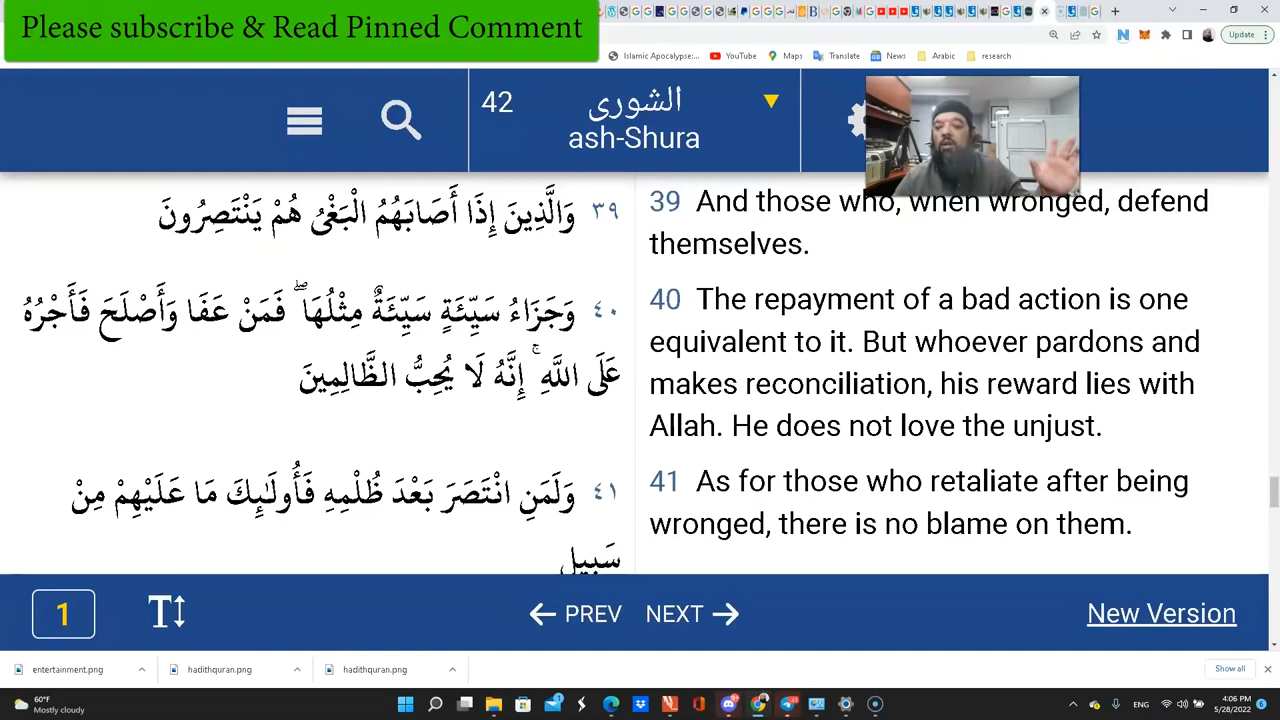 Please subscribe & Read Pinned Comment
Update
Islamic Apocalypse:...
YouTube
Maps
Translate
News
Arabic
research
42
الشورى
ash-Shura
٣٩ وَالَّذِينَ إِذَا أَصَابَهُمُ الْبَغْيُ هُمْ يَنْتَصِرُونَ
39 And those who, when wronged, defend
themselves.
٤٠ وَجَزَاءُ سَيِّئَةٍ سَيِّئَةٌ مِثْلُهَا ۖ فَمَنْ عَفَا وَأَصْلَحَ فَأَجْرُهُ
عَلَى اللَّهِ ۚ إِنَّهُ لَا يُحِبُّ الظَّالِمِينَ
40 The repayment of a bad action is one
equivalent to it. But whoever pardons and
makes reconciliation, his reward lies with
Allah. He does not love the unjust.
٤١ وَلَمَنِ انْتَصَرَ بَعْدَ ظُلْمِهِ فَأُولَٰئِكَ مَا عَلَيْهِمْ مِنْ
سَبِيلٍ
41 As for those who retaliate after being
wronged, there is no blame on them.
1
T
PREV
NEXT
New Version
entertainment.png
hadithquran.png
hadithquran.png
Show all
60°F
Mostly cloudy
ENG
4:06 PM
5/28/2022